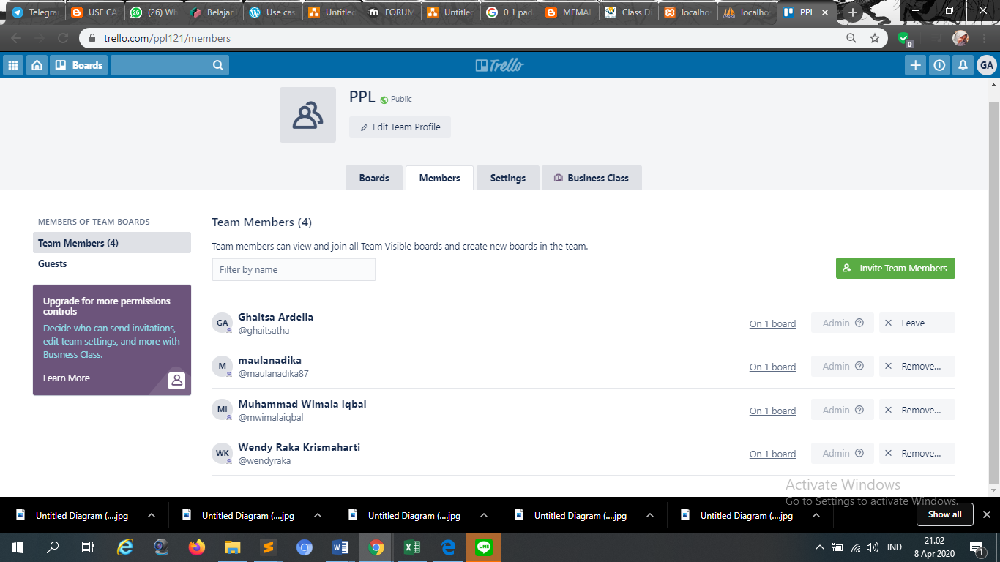 Telegra
USE CA
(26) Wh
Belajar
Use cas
Untitled
FORUM
Untitled
0 1 pad
MEMAH
Class Di
localhos
localhos
PPL
trello.com/ppl121/members
0
Boards
Trello
GA
PPL Public
Edit Team Profile
Boards
Members
Settings
Business Class
MEMBERS OF TEAM BOARDS
Team Members (4)
Guests
Upgrade for more permissions
controls
Decide who can send invitations,
edit team settings, and more with
Business Class.
Learn More
Team Members (4)
Team members can view and join all Team Visible boards and create new boards in the team.
Filter by name
Invite Team Members
GA Ghaitsa Ardelia
@ghaitsatha
On 1 board Admin Leave
M maulanadika
@maulanadika87
On 1 board Admin Remove...
MI Muhammad Wimala Iqbal
@mwimalaiqbal
On 1 board Admin Remove...
WK Wendy Raka Krismaharti
@wendyraka
On 1 board Admin Remove...
Activate Windows
Go to Settings to activate Windows.
Untitled Diagram (....jpg
Untitled Diagram (....jpg
Untitled Diagram (....jpg
Untitled Diagram (....jpg
Untitled Diagram (....jpg
Show all
LINE
IND
21.02
8 Apr 2020
1